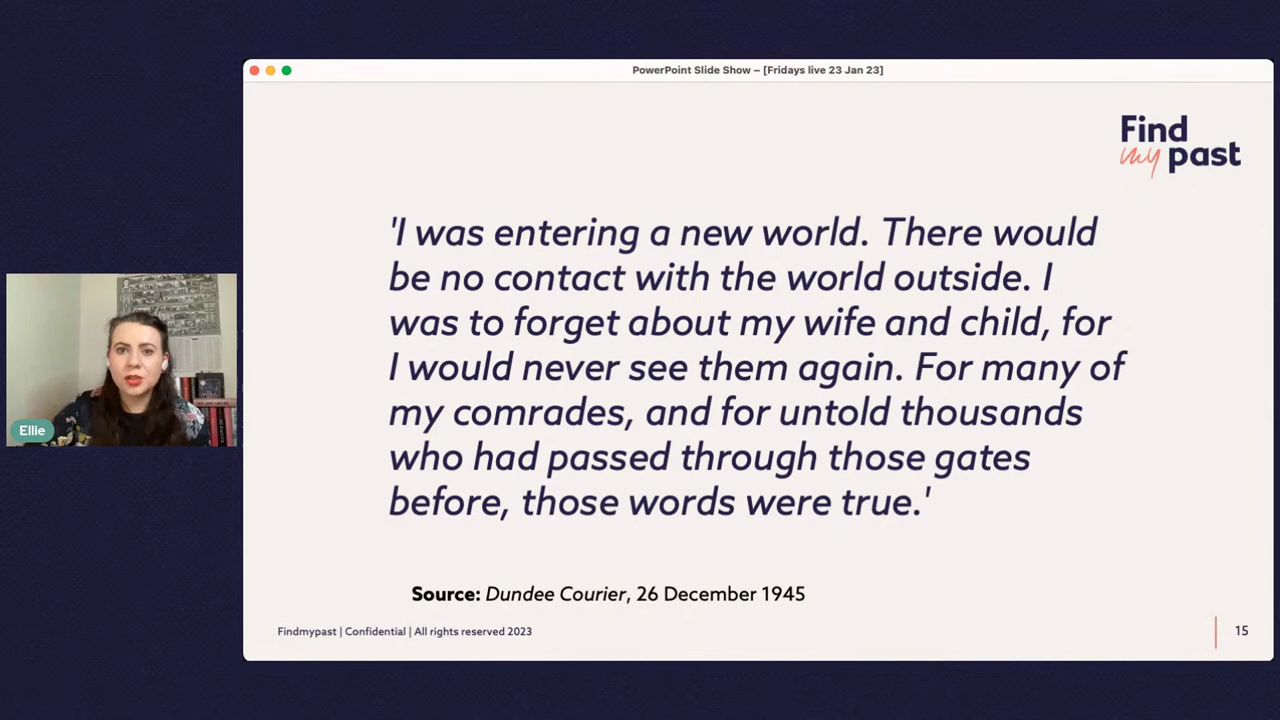 PowerPoint Slide Show – [Fridays live 23 Jan 23]
Find
my past
'I was entering a new world. There would
be no contact with the world outside. I
was to forget about my wife and child, for
I would never see them again. For many of
my comrades, and for untold thousands
who had passed through those gates
before, those words were true.'
Ellie
Source: Dundee Courier, 26 December 1945
Findmypast | Confidential | All rights reserved 2023
15